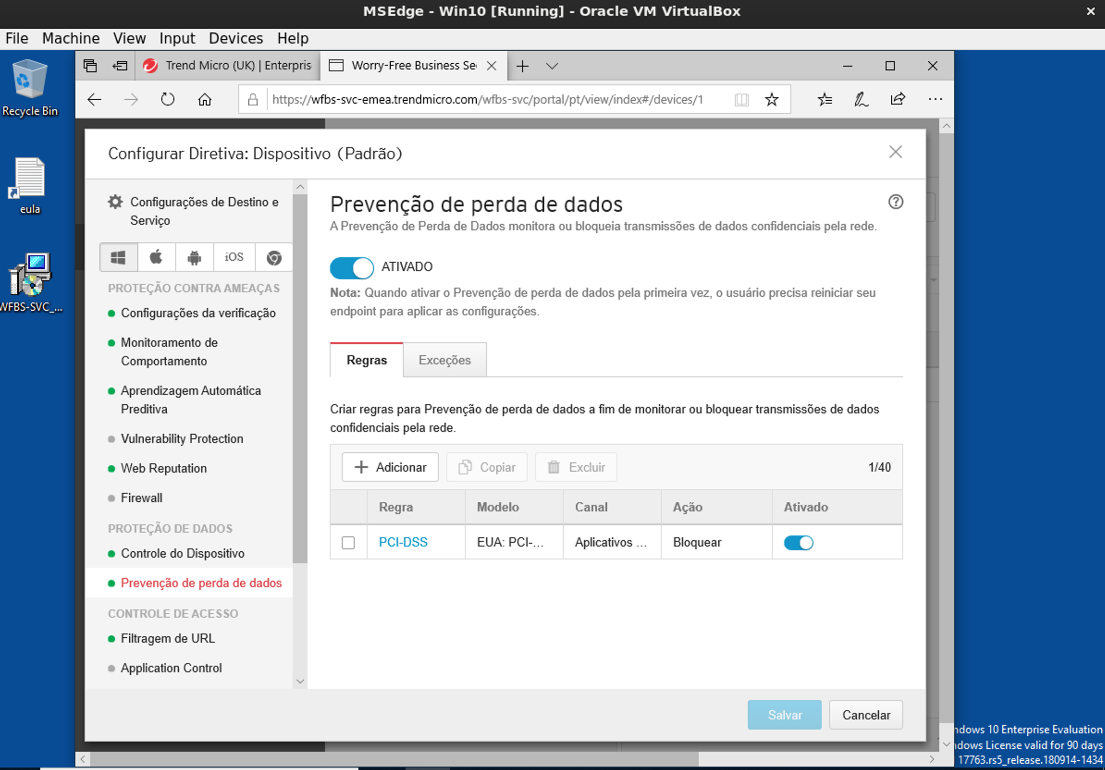 MSEdge - Win10 [Running] - Oracle VM VirtualBox
File Machine View Input Devices Help
Trend Micro (UK) | Enterpris
Worry-Free Business Se
https://wfbs-svc-emea.trendmicro.com/wfbs-svc/portal/pt/view/index#/devices/1
Recycle Bin
eula
WFBS-SVC_...
Configurar Diretiva: Dispositivo (Padrão)
Configurações de Destino e
Serviço
iOS
PROTEÇÃO CONTRA AMEAÇAS
Configurações da verificação
Monitoramento de
Comportamento
Aprendizagem Automática
Preditiva
Vulnerability Protection
Web Reputation
Firewall
PROTEÇÃO DE DADOS
Controle do Dispositivo
Prevenção de perda de dados
CONTROLE DE ACESSO
Filtragem de URL
Application Control
Prevenção de perda de dados
A Prevenção de Perda de Dados monitora ou bloqueia transmissões de dados confidenciais pela rede.
ATIVADO
Nota: Quando ativar o Prevenção de perda de dados pela primeira vez, o usuário precisa reiniciar seu
endpoint para aplicar as configurações.
Regras Exceções
Criar regras para Prevenção de perda de dados a fim de monitorar ou bloquear transmissões de dados
confidenciais pela rede.
Adicionar Copiar Excluir 1/40
Regra Modelo Canal Ação Ativado
PCI-DSS EUA: PCI-... Aplicativos ... Bloquear
Salvar Cancelar
ndows 10 Enterprise Evaluation
ndows License valid for 90 days
17763.rs5_release.180914-1434